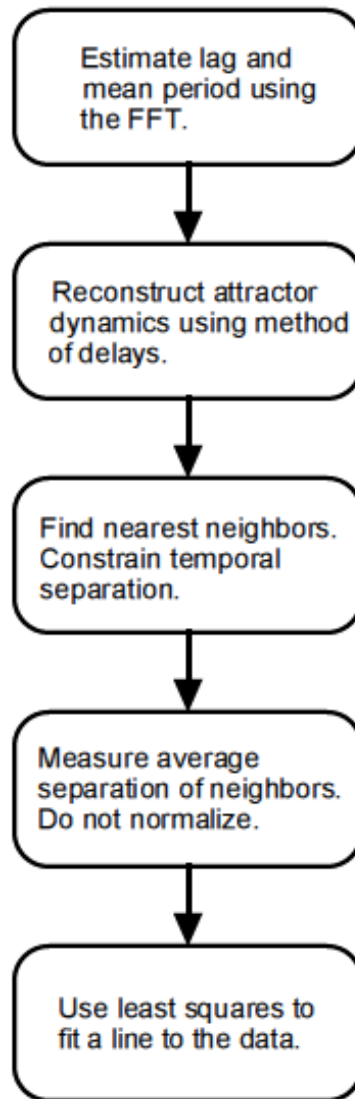 Estimate lag and
mean period using
the FFT.
Reconstruct attractor
dynamics using method
of delays.
Find nearest neighbors.
Constrain temporal
separation.
Measure average
separation of neighbors.
Do not normalize.
Use least squares to
fit a line to the data.